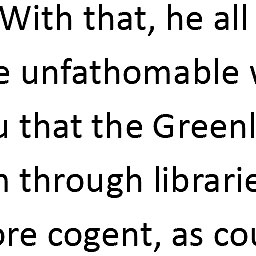 With that, he all
e unfathomable
that the Greenl
through librarie
ore cogent, as cou